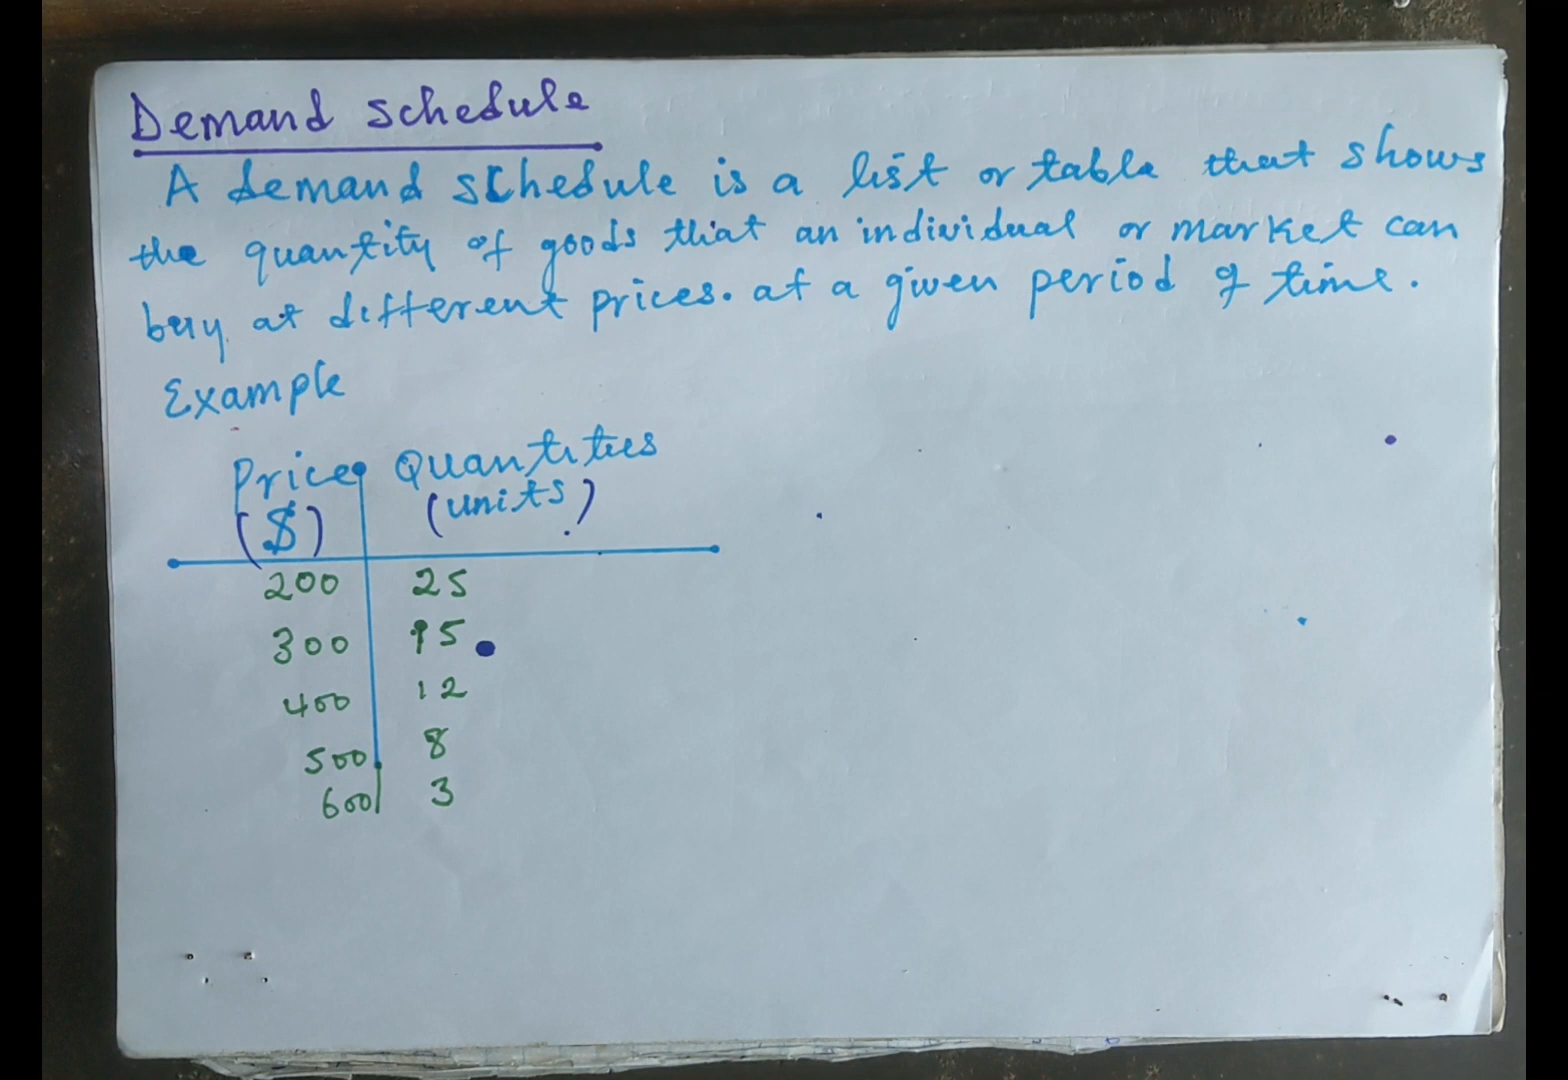 Demand schedule
A demand schedule is a list or table that shows
the quantity of goods that an individual or market can
buy at different prices. at a given period of time.
Example
Price Quantities
($) (units)
200 25
300 15
400 12
500 8
600 3